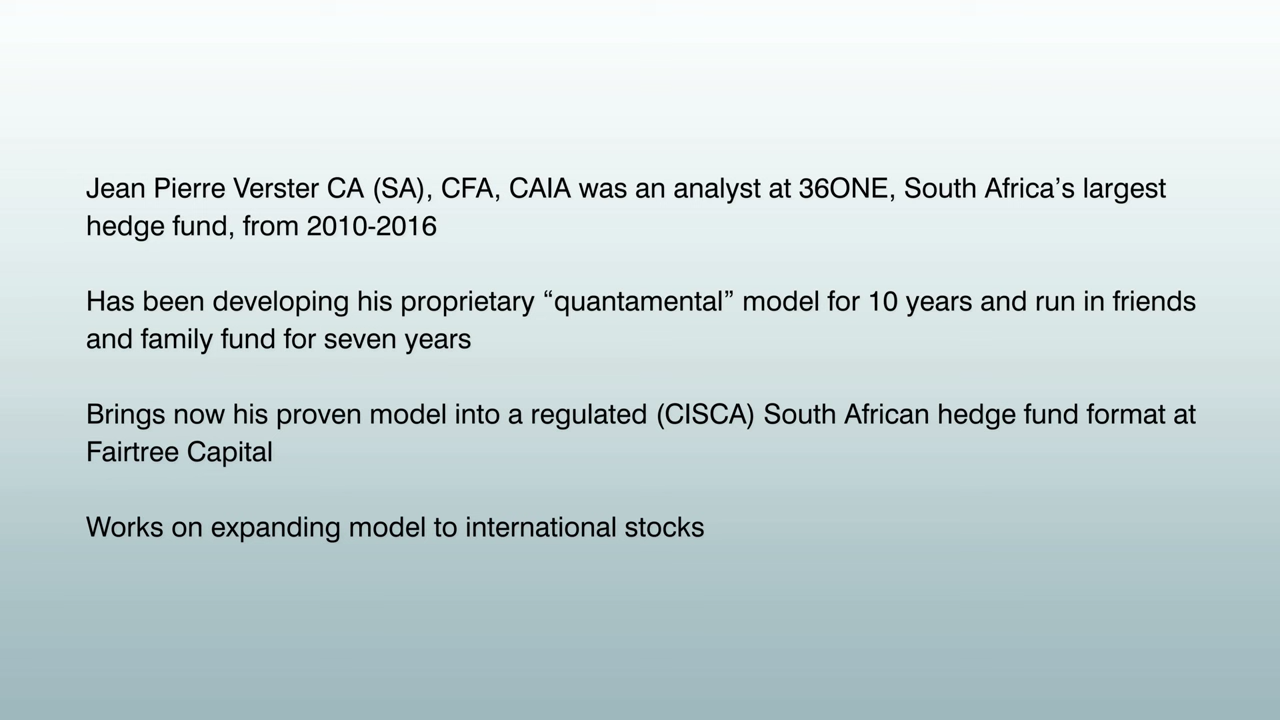 Jean Pierre Verster CA (SA), CFA, CAIA was an analyst at 36ONE, South Africa’s largest
hedge fund, from 2010-2016
Has been developing his proprietary “quantamental” model for 10 years and run in friends
and family fund for seven years
Brings now his proven model into a regulated (CISCA) South African hedge fund format at
Fairtree Capital
Works on expanding model to international stocks